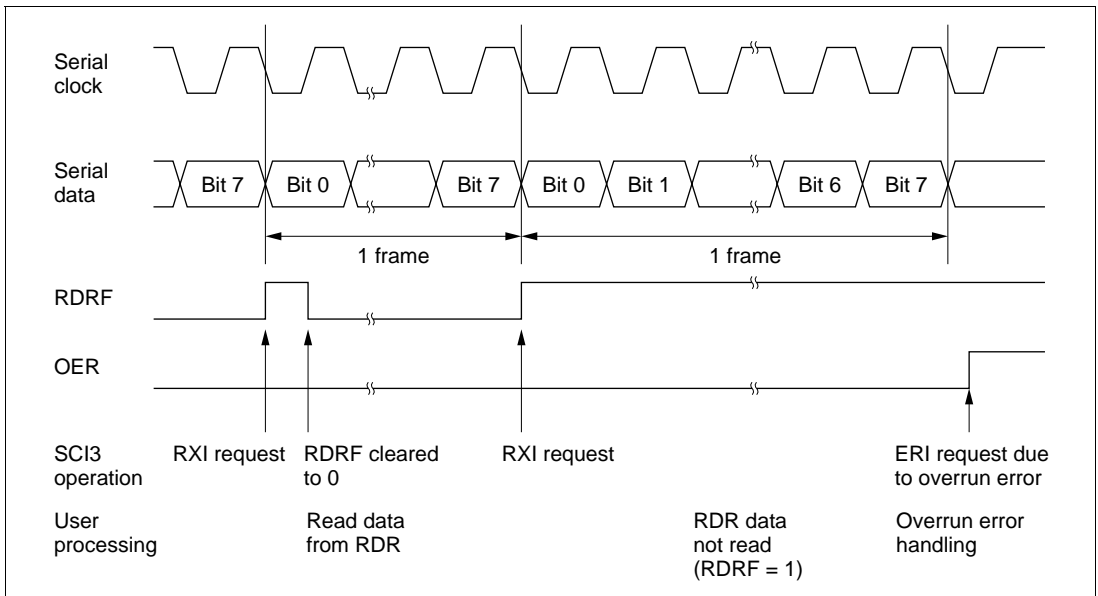 Serial
clock
Serial
data
Bit 7 Bit 0 Bit 7 Bit 0 Bit 1 Bit 6 Bit 7
1 frame 1 frame
RDRF
OER
SCI3
operation
RXI request
RDRF cleared
to 0
RXI request
ERI request due
to overrun error
User
processing
Read data
from RDR
RDR data
not read
(RDRF = 1)
Overrun error
handling